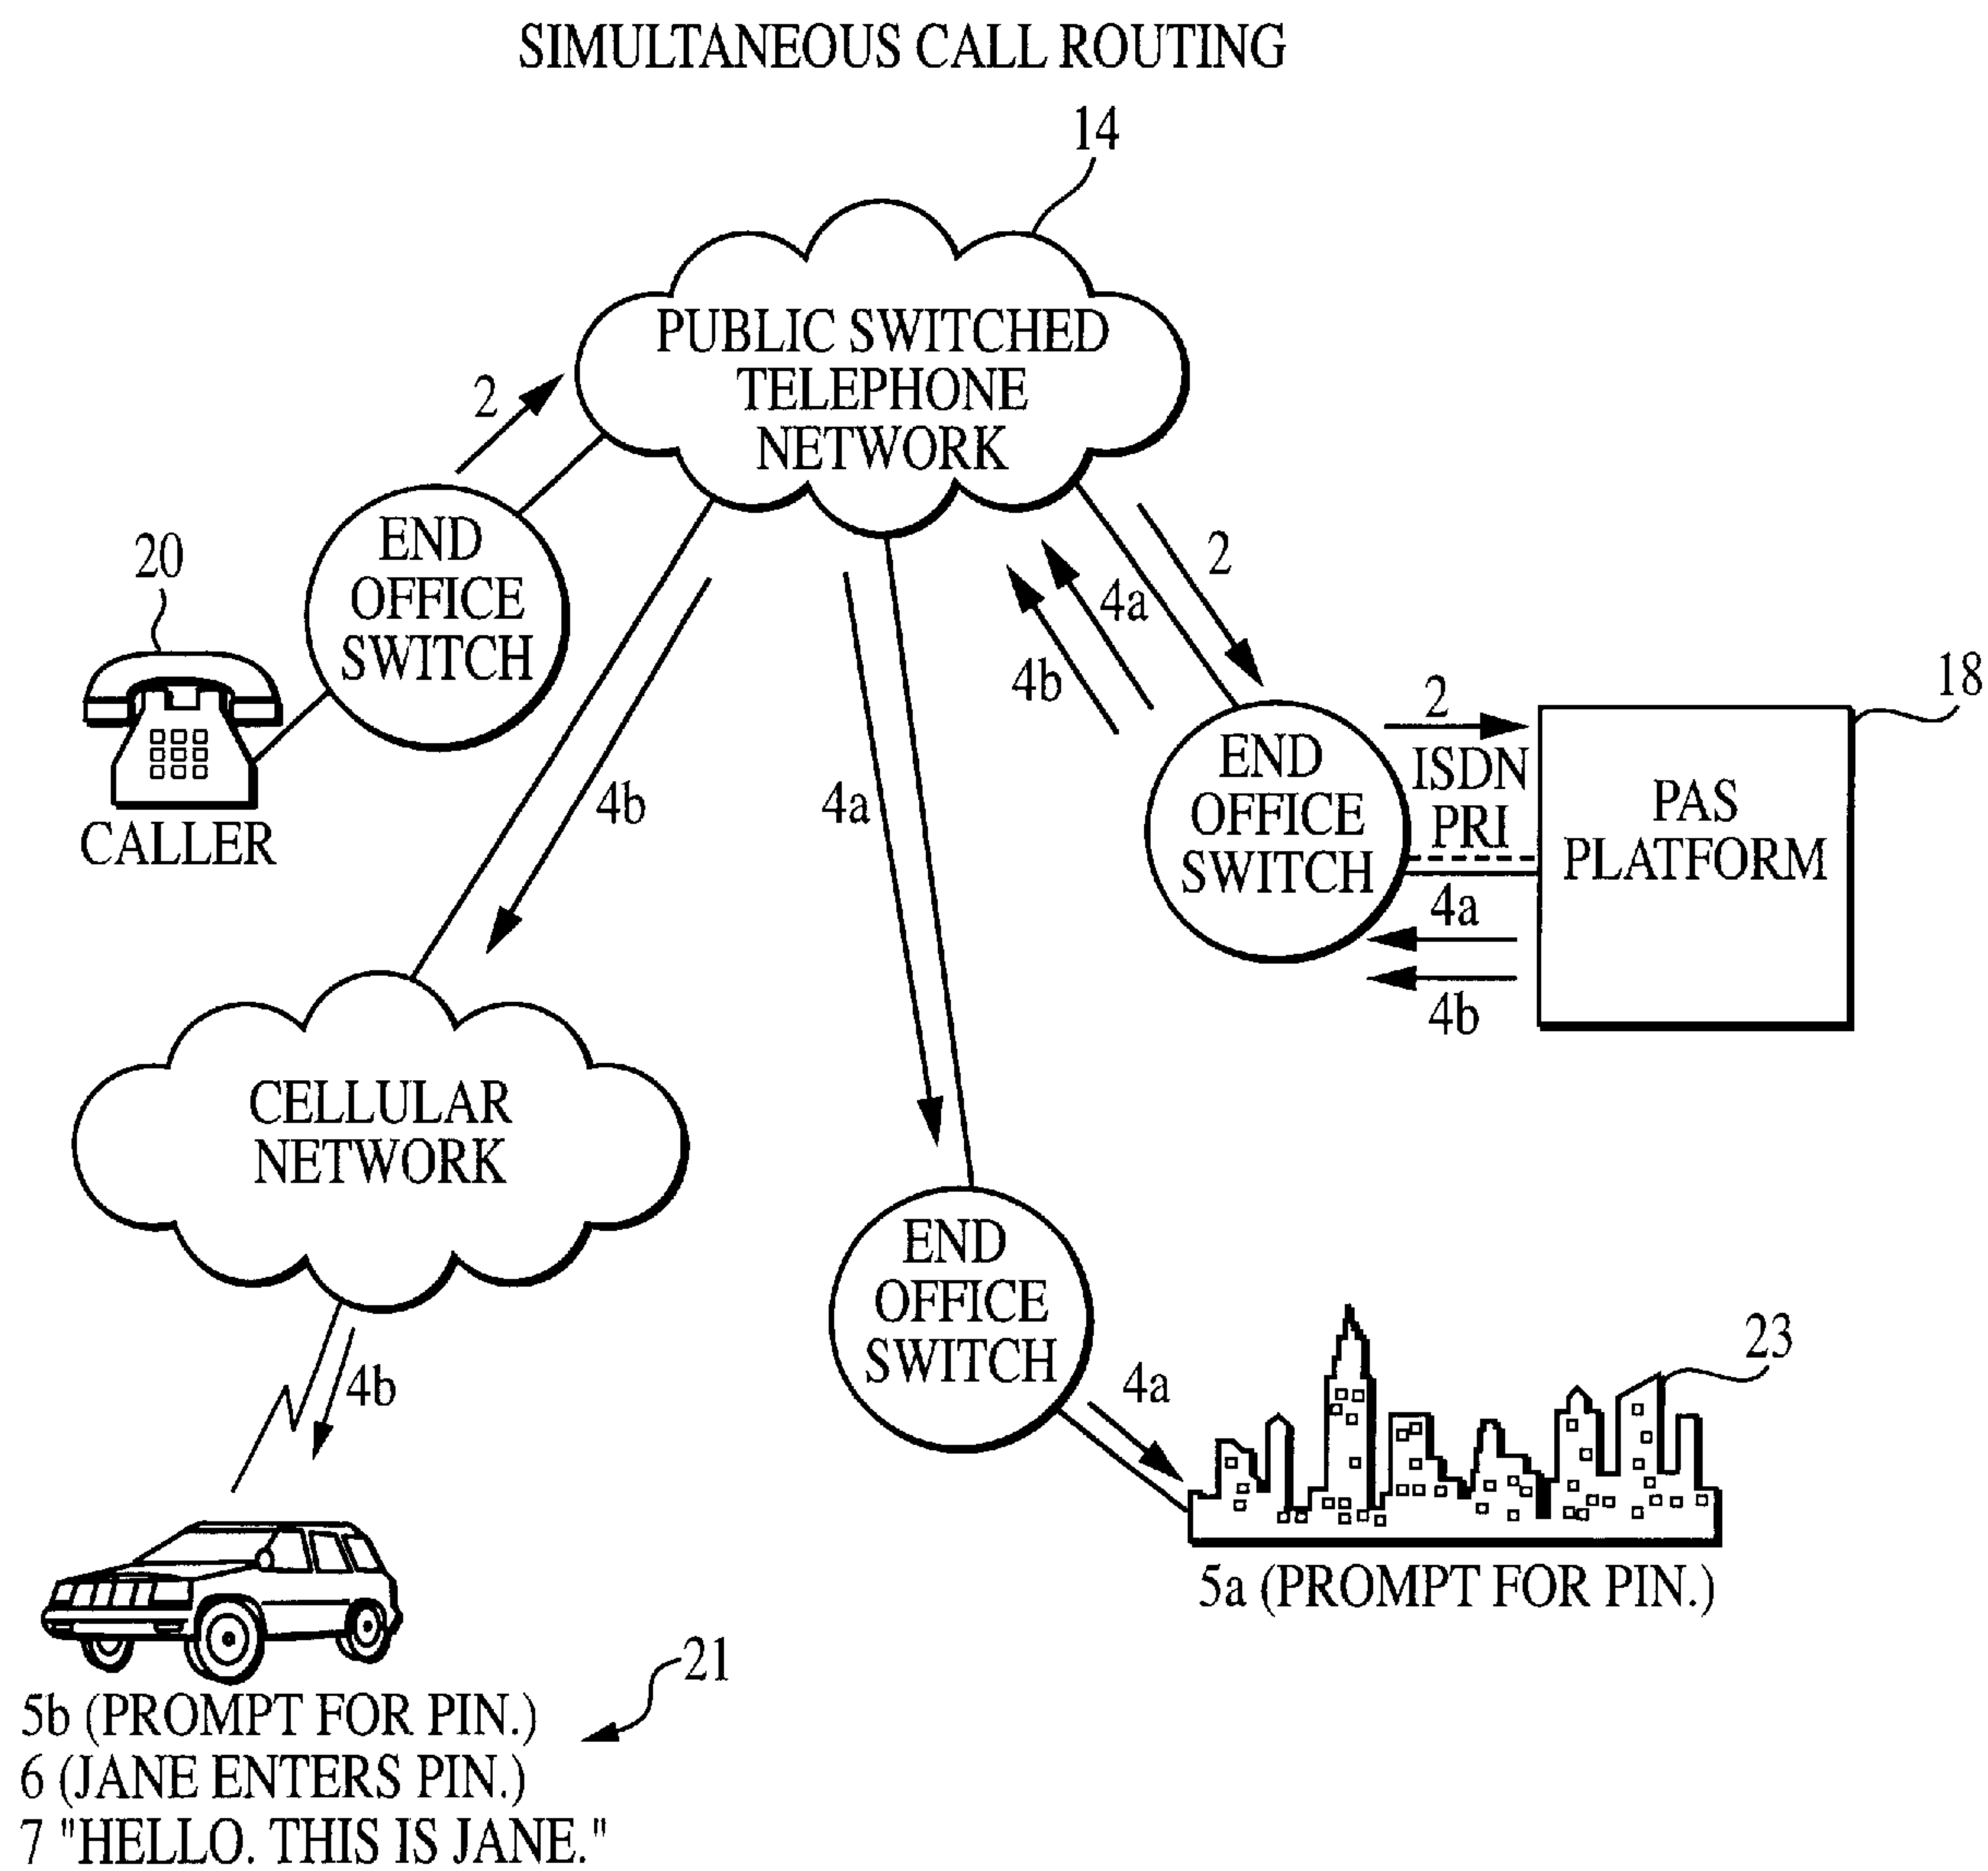 SIMULTANEOUS CALL ROUTING
14
PUBLIC SWITCHED
TELEPHONE
NETWORK
2
END
OFFICE
SWITCH
20
CALLER
2
4a
4b
4b
4a
END
OFFICE
SWITCH
2
ISDN
PRI
4a
4b
18
PAS
PLATFORM
CELLULAR
NETWORK
4b
END
OFFICE
SWITCH
4a
23
5a (PROMPT FOR PIN.)
21
5b (PROMPT FOR PIN.)
6 (JANE ENTERS PIN.)
7 "HELLO. THIS IS JANE."